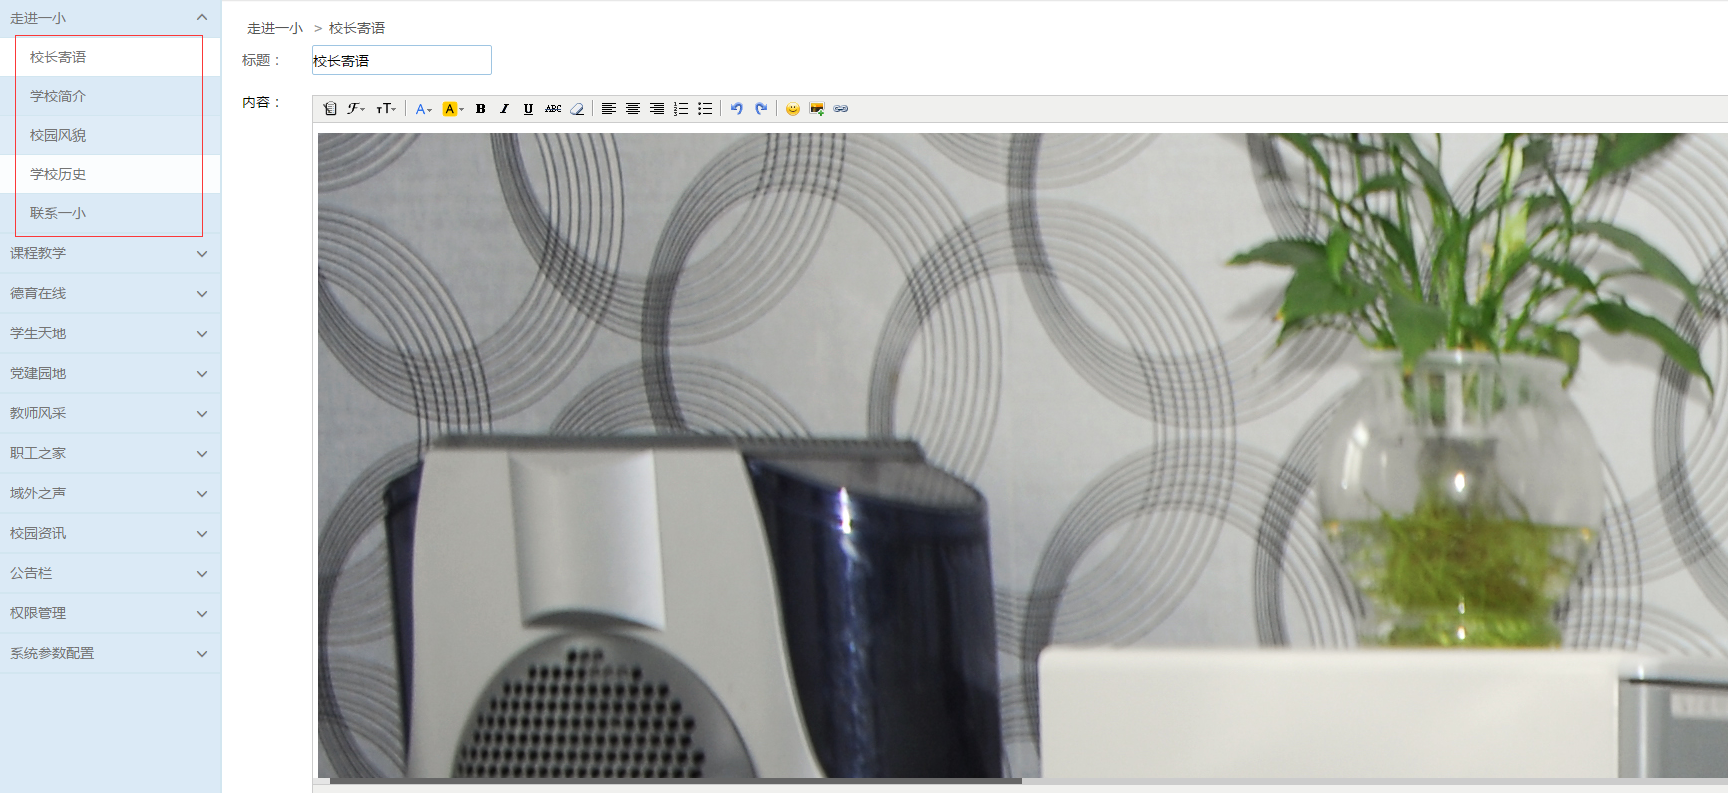 走进一小
校长寄语
学校简介
校园风貌
学校历史
联系一小
课程教学
德育在线
学生天地
党建园地
教师风采
职工之家
域外之声
校园资讯
公告栏
权限管理
系统参数配置
走进一小 > 校长寄语
标题： 校长寄语
内容：
ℱ TT A A B I U ABC